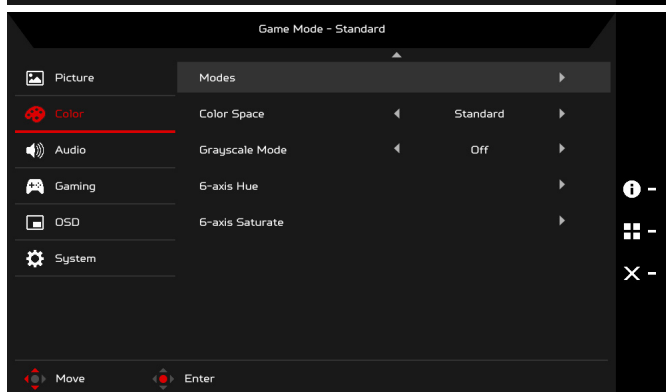 Game Mode - Standard
Picture
Modes
Color
Color Space Standard
Audio
Grayscale Mode Off
Gaming
6-axis Hue
OSD
6-axis Saturate
System
Move Enter